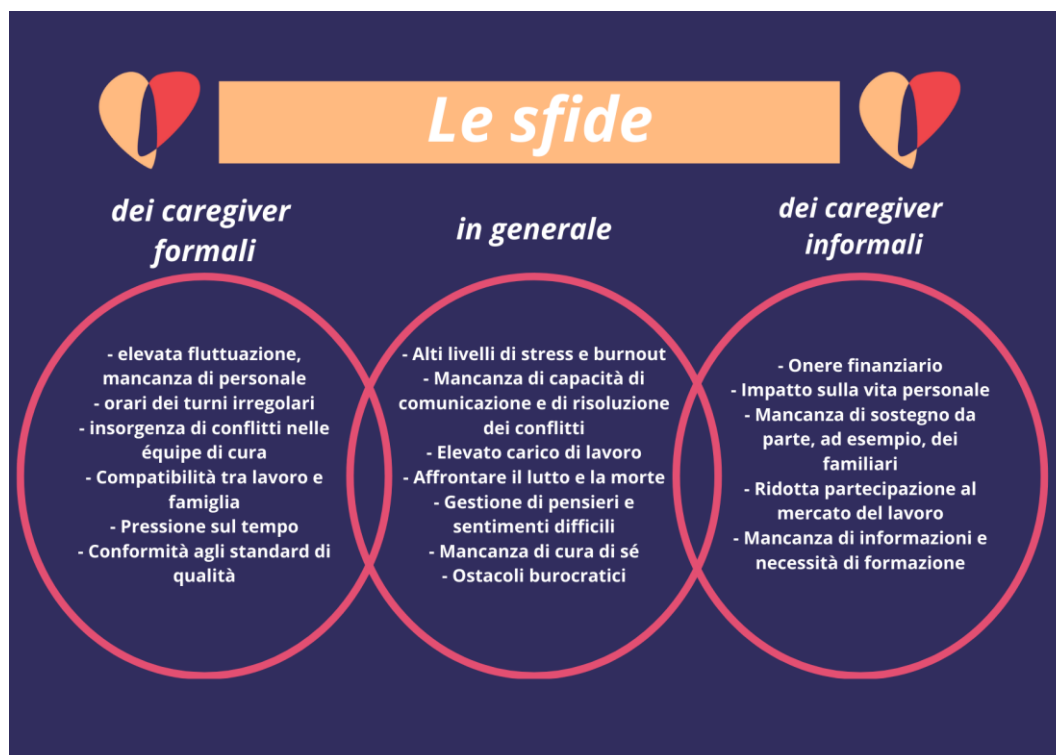 Le sfide
dei caregiver
formali
- elevata fluttuazione,
mancanza di personale
- orari dei turni irregolari
- insorgenza di conflitti nelle
équipe di cura
- Compatibilità tra lavoro e
famiglia
- Pressione sul tempo
- Conformità agli standard di
qualità
in generale
- Alti livelli di stress e burnout
- Mancanza di capacità di
comunicazione e di risoluzione
dei conflitti
- Elevato carico di lavoro
- Affrontare il lutto e la morte
- Gestione di pensieri e
sentimenti difficili
- Mancanza di cura di sé
- Ostacoli burocratici
dei caregiver
informali
- Onere finanziario
- Impatto sulla vita personale
- Mancanza di sostegno da
parte, ad esempio, dei
familiari
- Ridotta partecipazione al
mercato del lavoro
- Mancanza di informazioni e
necessità di formazione